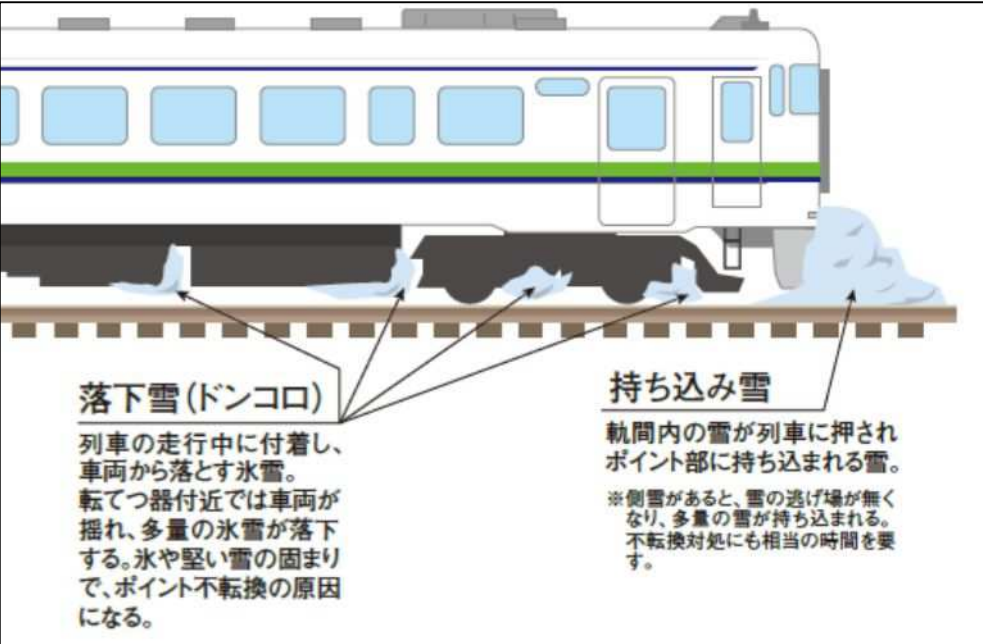 落下雪(ドンコロ)
列車の走行中に付着し、
車両から落とす氷雪。
転てつ器付近では車両が
揺れ、多量の氷雪が落下
する。氷や堅い雪の固まり
で、ポイント不転換の原因
になる。
持ち込み雪
軌間内の雪が列車に押され
ポイント部に持ち込まれる雪。
※側雪があると、雪の逃げ場が無く
なり、多量の雪が持ち込まれる。
不転換対処にも相当の時間を要
す。